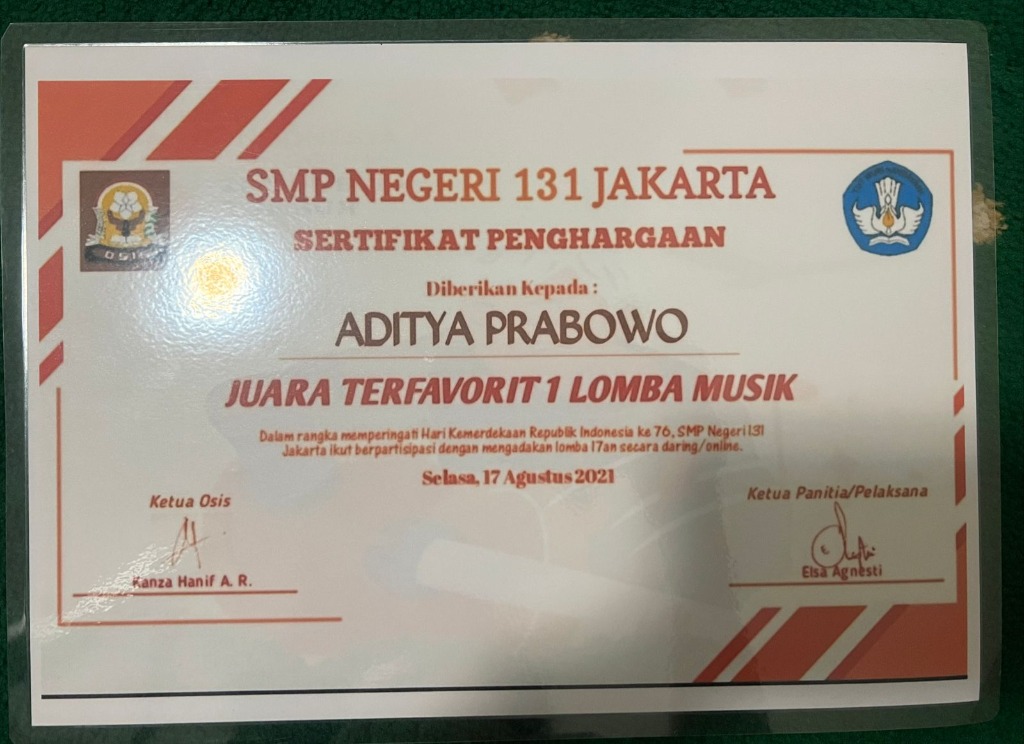 SMP NEGERI 131 JAKARTA
SERTIFIKAT PENGHARGAAN
OSIS
Diberikan Kepada :
ADITYA PRABOWO
JUARA TERFAVORIT 1 LOMBA MUSIK
Dalam rangka memperingati Hari Kemerdekaan Republik Indonesia ke 76, SMP Negeri 131
Jakarta ikut berpartisipasi dengan mengadakan lomba 17an secara daring/online.
Selasa, 17 Agustus 2021
Ketua Osis
Kanza Hanif A. R.
Ketua Panitia/Pelaksana
Elsa Agnesti